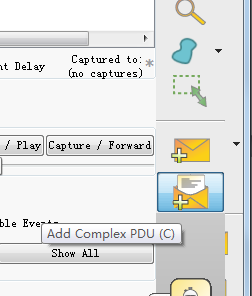 nt Delay
Captured to:
(no captures)
*
/ Play
Capture / Forward
ble Events
Add Complex PDU (C)
Show All